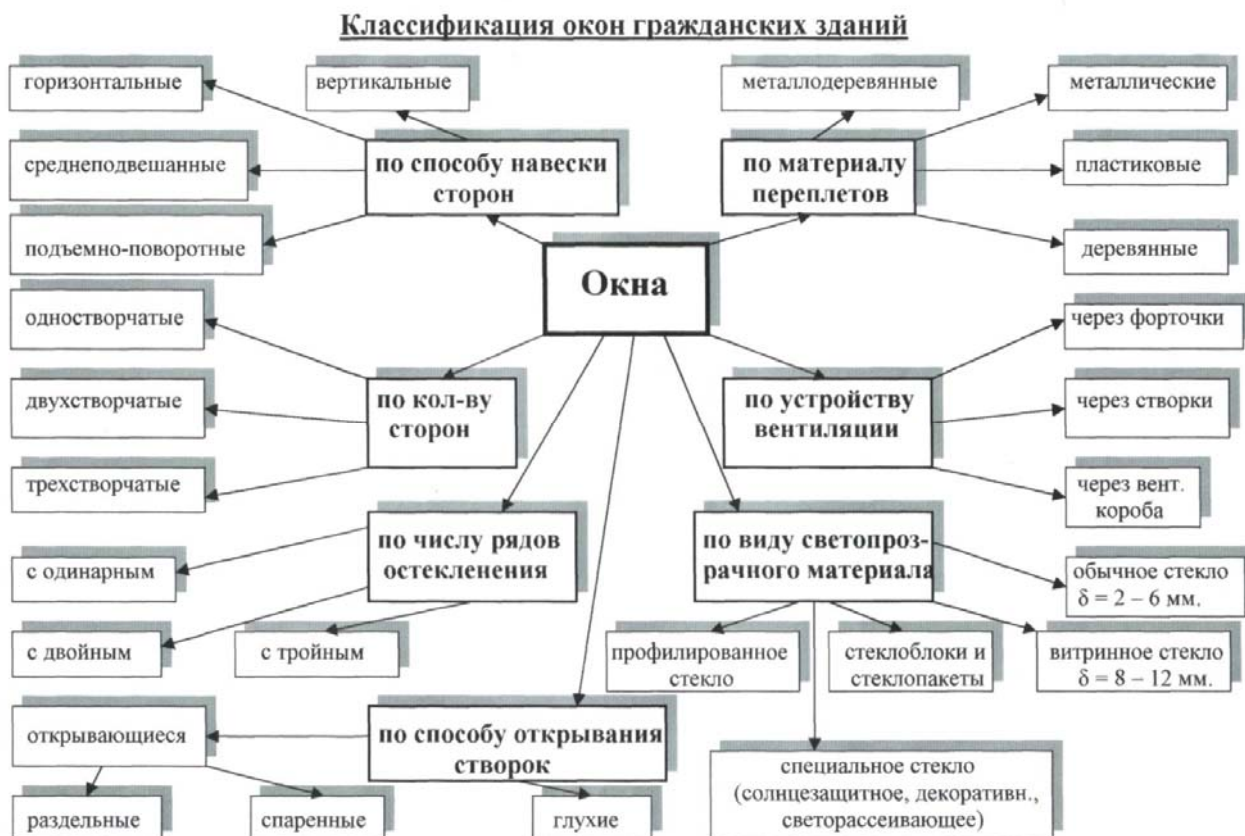 Классификация окон гражданских зданий
горизонтальные
вертикальные
металлодеревянные
металлические
среднеподвешанные
по способу навески
сторон
по материалу
переплетов
пластиковые
подъемно-поворотные
деревянные
Окна
одностворчатые
через форточки
двухстворчатые
по кол-ву
сторон
по устройству
вентиляции
через створки
трехстворчатые
через вент.
короба
по числу рядов
остекленения
по виду светопроз-
рачного материала
с одинарным
обычное стекло
δ = 2 – 6 мм.
с двойным
с тройным
профилированное
стекло
стеклоблоки и
стеклопакеты
витринное стекло
δ = 8 – 12 мм.
открывающиеся
по способу открывания
створок
специальное стекло
(солнцезащитное, декоративн.,
светорассеивающее)
раздельные
спаренные
глухие